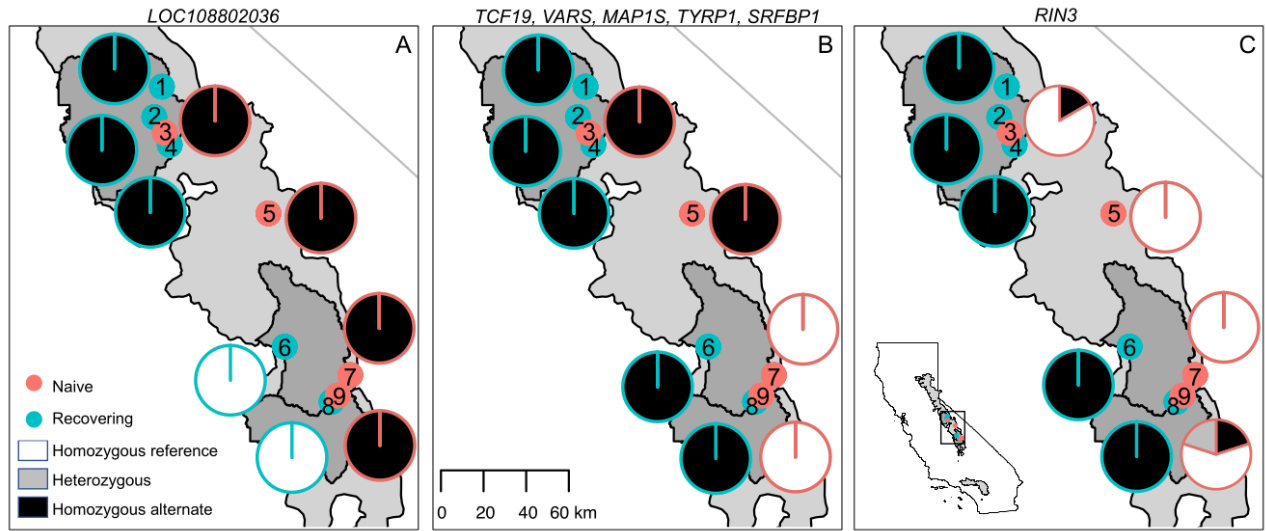 LOC108802036
TCF19, VARS, MAP1S, TYRP1, SRFBP1
RIN3
A
1
2
3
4
5
6
7
9
8
Naive
Recovering
Homozygous reference
Heterozygous
Homozygous alternate
B
1
2
3
4
5
6
7
9
8
0 20 40 60 km
C
1
2
3
4
5
6
7
9
8